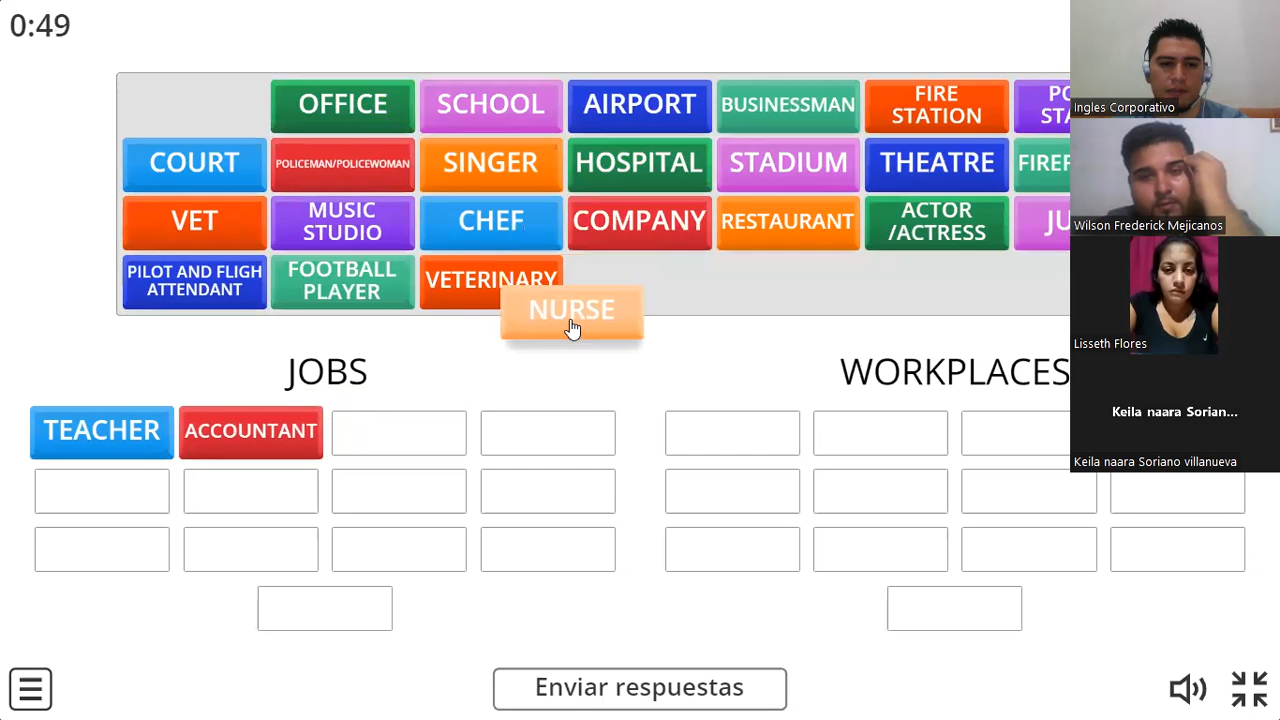 0:49
OFFICE
SCHOOL
AIRPORT
BUSINESSMAN
FIRE
STATION
COURT
POLICEMAN/POLICEWOMAN
SINGER
HOSPITAL
STADIUM
THEATRE
VET
MUSIC
STUDIO
CHEF
COMPANY
RESTAURANT
ACTOR
/ACTRESS
PILOT AND FLIGH
ATTENDANT
FOOTBALL
PLAYER
VETERINARY
NURSE
JOBS
WORKPLACES
TEACHER
ACCOUNTANT
Enviar respuestas
Ingles Corporativo
Wilson Frederick Mejicanos
Lisseth Flores
Keila naara Sorian...
Keila naara Soriano villanueva